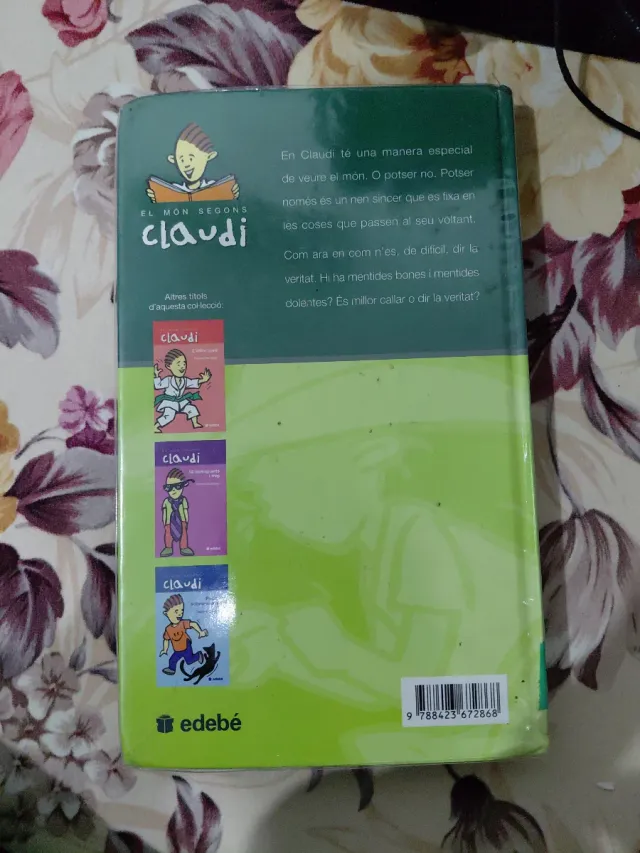 EL MÓN SEGONS
claudi
En Claudi té una manera especial
de veure el món. O potser no. Potser
només és un nen sincer que es fixa en
les coses que passen al seu voltant.
Com ara en com n'és, de difícil, dir la
veritat. Hi ha mentides bones i mentides
dolentes? És millor callar o dir la veritat?
Altres títols
d'aquesta col·lecció:
claudi
claudi
claudi
edebé
9 788423 672868